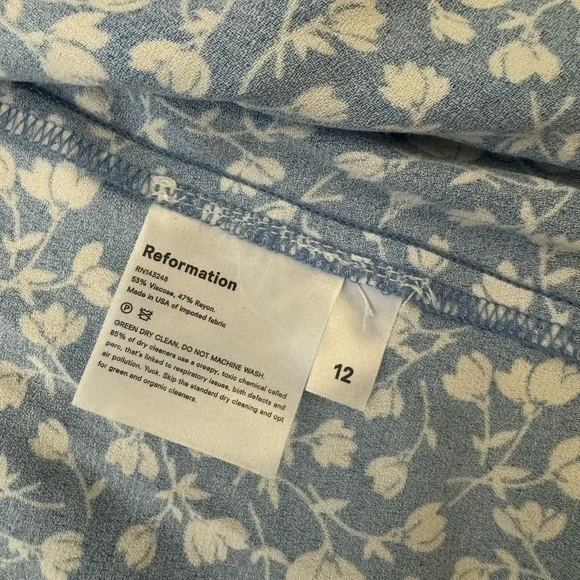 Reformation
RN143248
53% Viscose, 47% Rayon.
Made in USA of imported fabric
P
GREEN DRY CLEAN. DO NOT MACHINE WASH.
85% of dry cleaners use a creepy, toxic chemical called
perc, that's linked to respiratory issues, birth defects and
air pollution. Yuck. Skip the standard dry cleaning and opt
for green and organic cleaners.
12